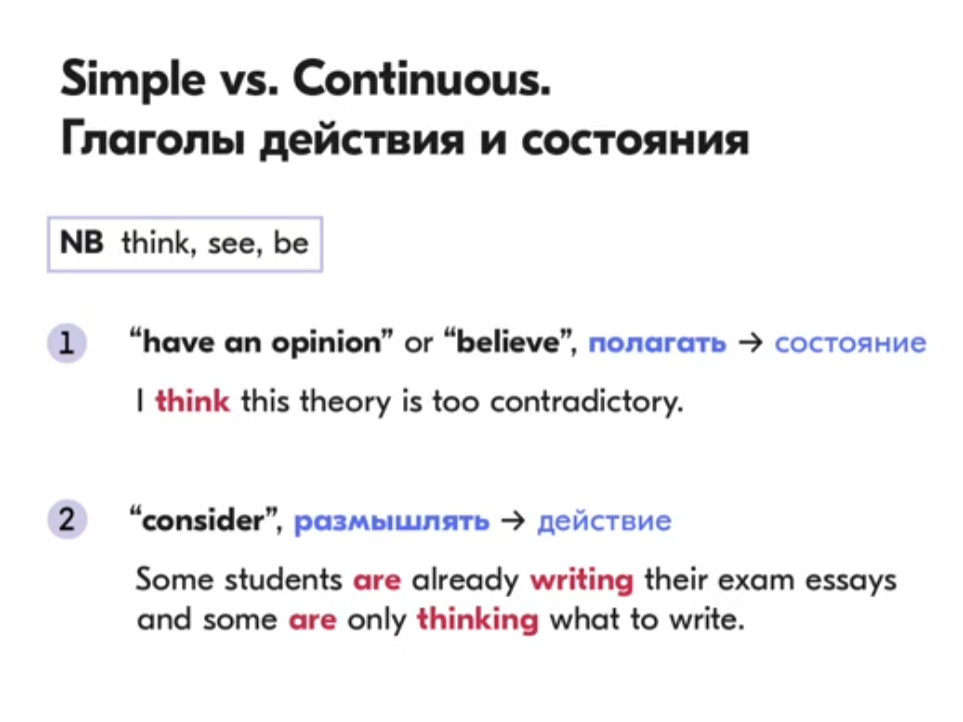 Simple vs. Continuous.
Глаголы действия и состояния
NB think, see, be
1 “have an opinion” or “believe”, полагать → состояние
I think this theory is too contradictory.
2 “consider”, размышлять → действие
Some students are already writing their exam essays
and some are only thinking what to write.